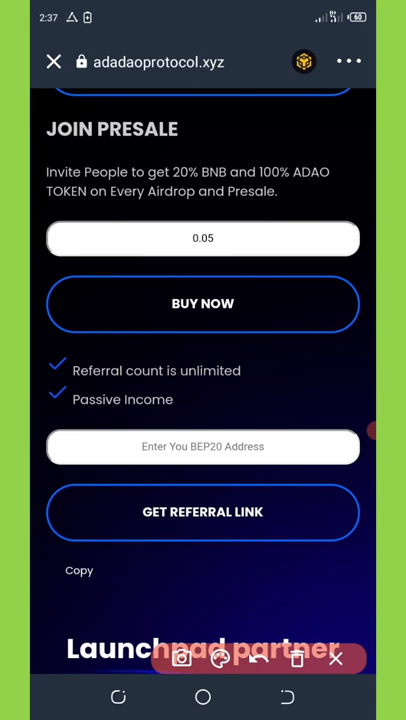 2:37
60
adadaoprotocol.xyz
JOIN PRESALE
Invite People to get 20% BNB and 100% ADAO
TOKEN on Every Airdrop and Presale.
0.05
BUY NOW
Referral count is unlimited
Passive Income
Enter You BEP20 Address
GET REFERRAL LINK
Copy
Launchpad partner